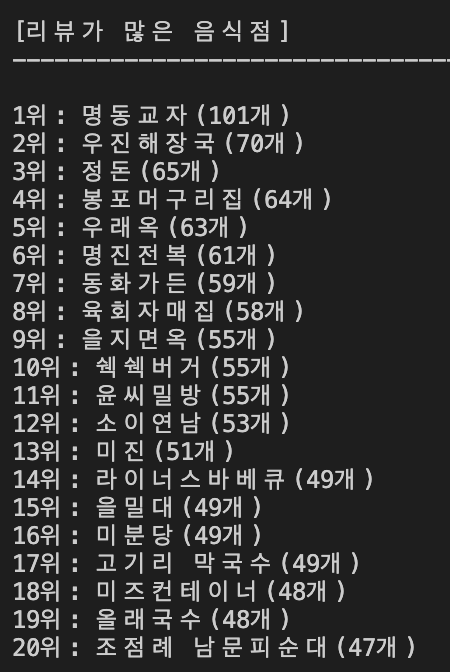 [리뷰가 많은 음식점]
1위 : 명동교자(101개)
2위 : 우진해장국(70개)
3위 : 정돈(65개)
4위 : 봉포머구리집(64개)
5위 : 우래옥(63개)
6위 : 명진전복(61개)
7위 : 동화가든(59개)
8위 : 육회자매집(58개)
9위 : 을지면옥(55개)
10위 : 쉑쉑버거(55개)
11위 : 윤씨밀방(55개)
12위 : 소이연남(53개)
13위 : 미진(51개)
14위 : 라이너스바베큐(49개)
15위 : 을밀대(49개)
16위 : 미분당(49개)
17위 : 고기리 막국수(49개)
18위 : 미즈컨테이너(48개)
19위 : 올래국수(48개)
20위 : 조점례 남문피순대(47개)